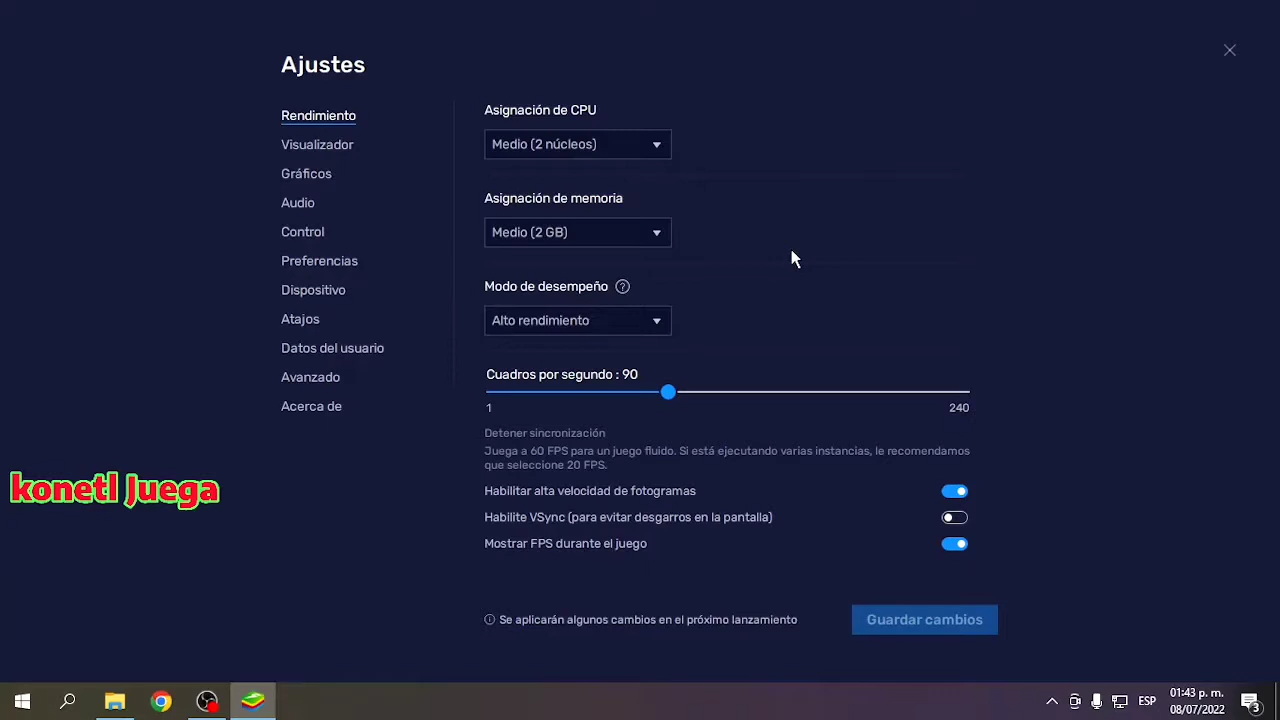 Ajustes
Rendimiento
Visualizador
Gráficos
Audio
Control
Preferencias
Dispositivo
Atajos
Datos del usuario
Avanzado
Acerca de
Asignación de CPU
Medio (2 núcleos)
Asignación de memoria
Medio (2 GB)
Modo de desempeño ?
Alto rendimiento
Cuadros por segundo : 90
1 240
Detener sincronización
Juega a 60 FPS para un juego fluido. Si está ejecutando varias instancias, le recomendamos
que seleccione 20 FPS.
Habilitar alta velocidad de fotogramas
Habilite VSync (para evitar desgarros en la pantalla)
Mostrar FPS durante el juego
Se aplicarán algunos cambios en el próximo lanzamiento
Guardar cambios
konetl Juega
ESP
01:43 p. m.
08/07/2022
3